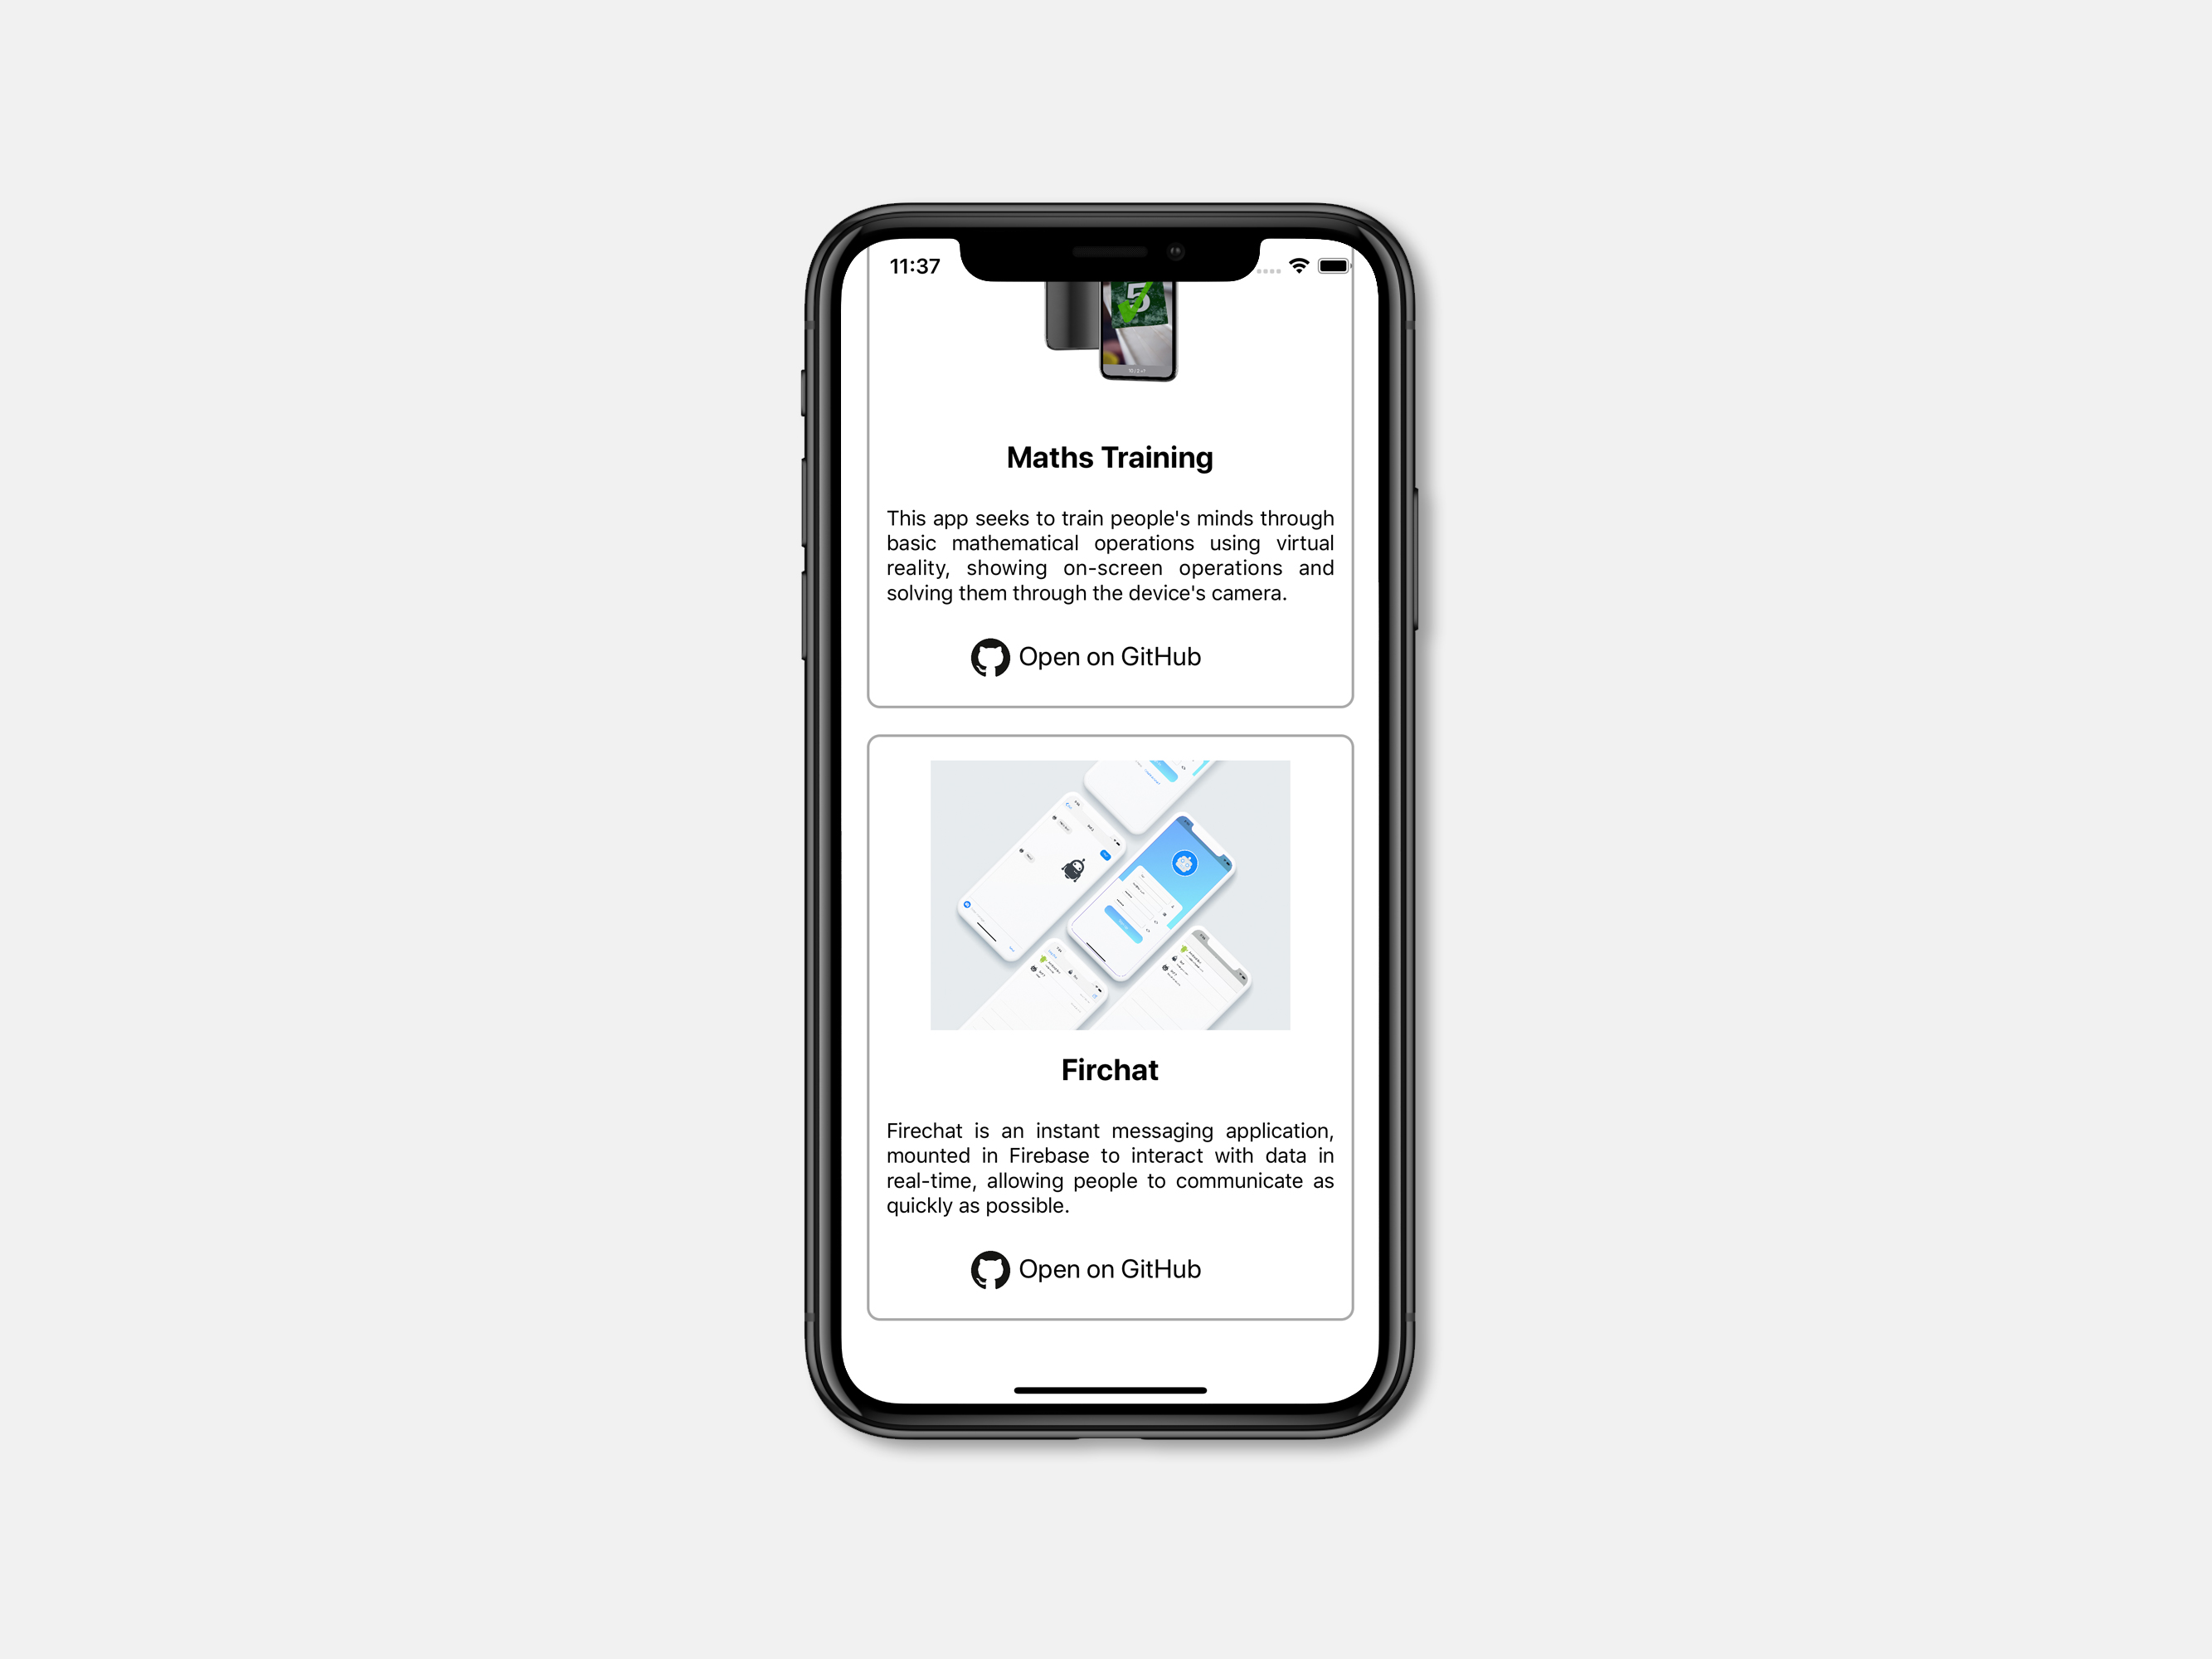 11:37
5
Maths Training
This app seeks to train people's minds through
basic mathematical operations using virtual
reality, showing on-screen operations and
solving them through the device's camera.
Open on GitHub
Firchat
Firechat is an instant messaging application,
mounted in Firebase to interact with data in
real-time, allowing people to communicate as
quickly as possible.
Open on GitHub